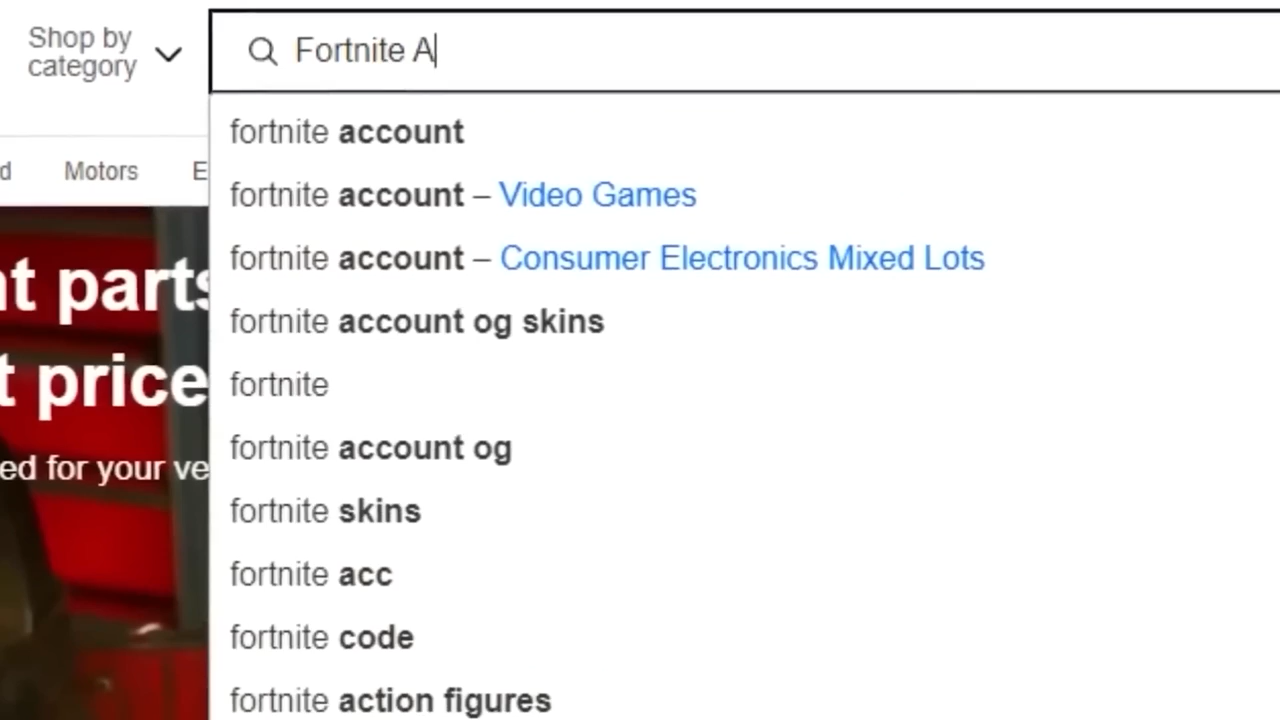 Shop by
category
Fortnite A
d Motors E
fortnite account
fortnite account – Video Games
fortnite account – Consumer Electronics Mixed Lots
fortnite account og skins
fortnite
fortnite account og
fortnite skins
fortnite acc
fortnite code
fortnite action figures
nt parts
t price
ed for your ve